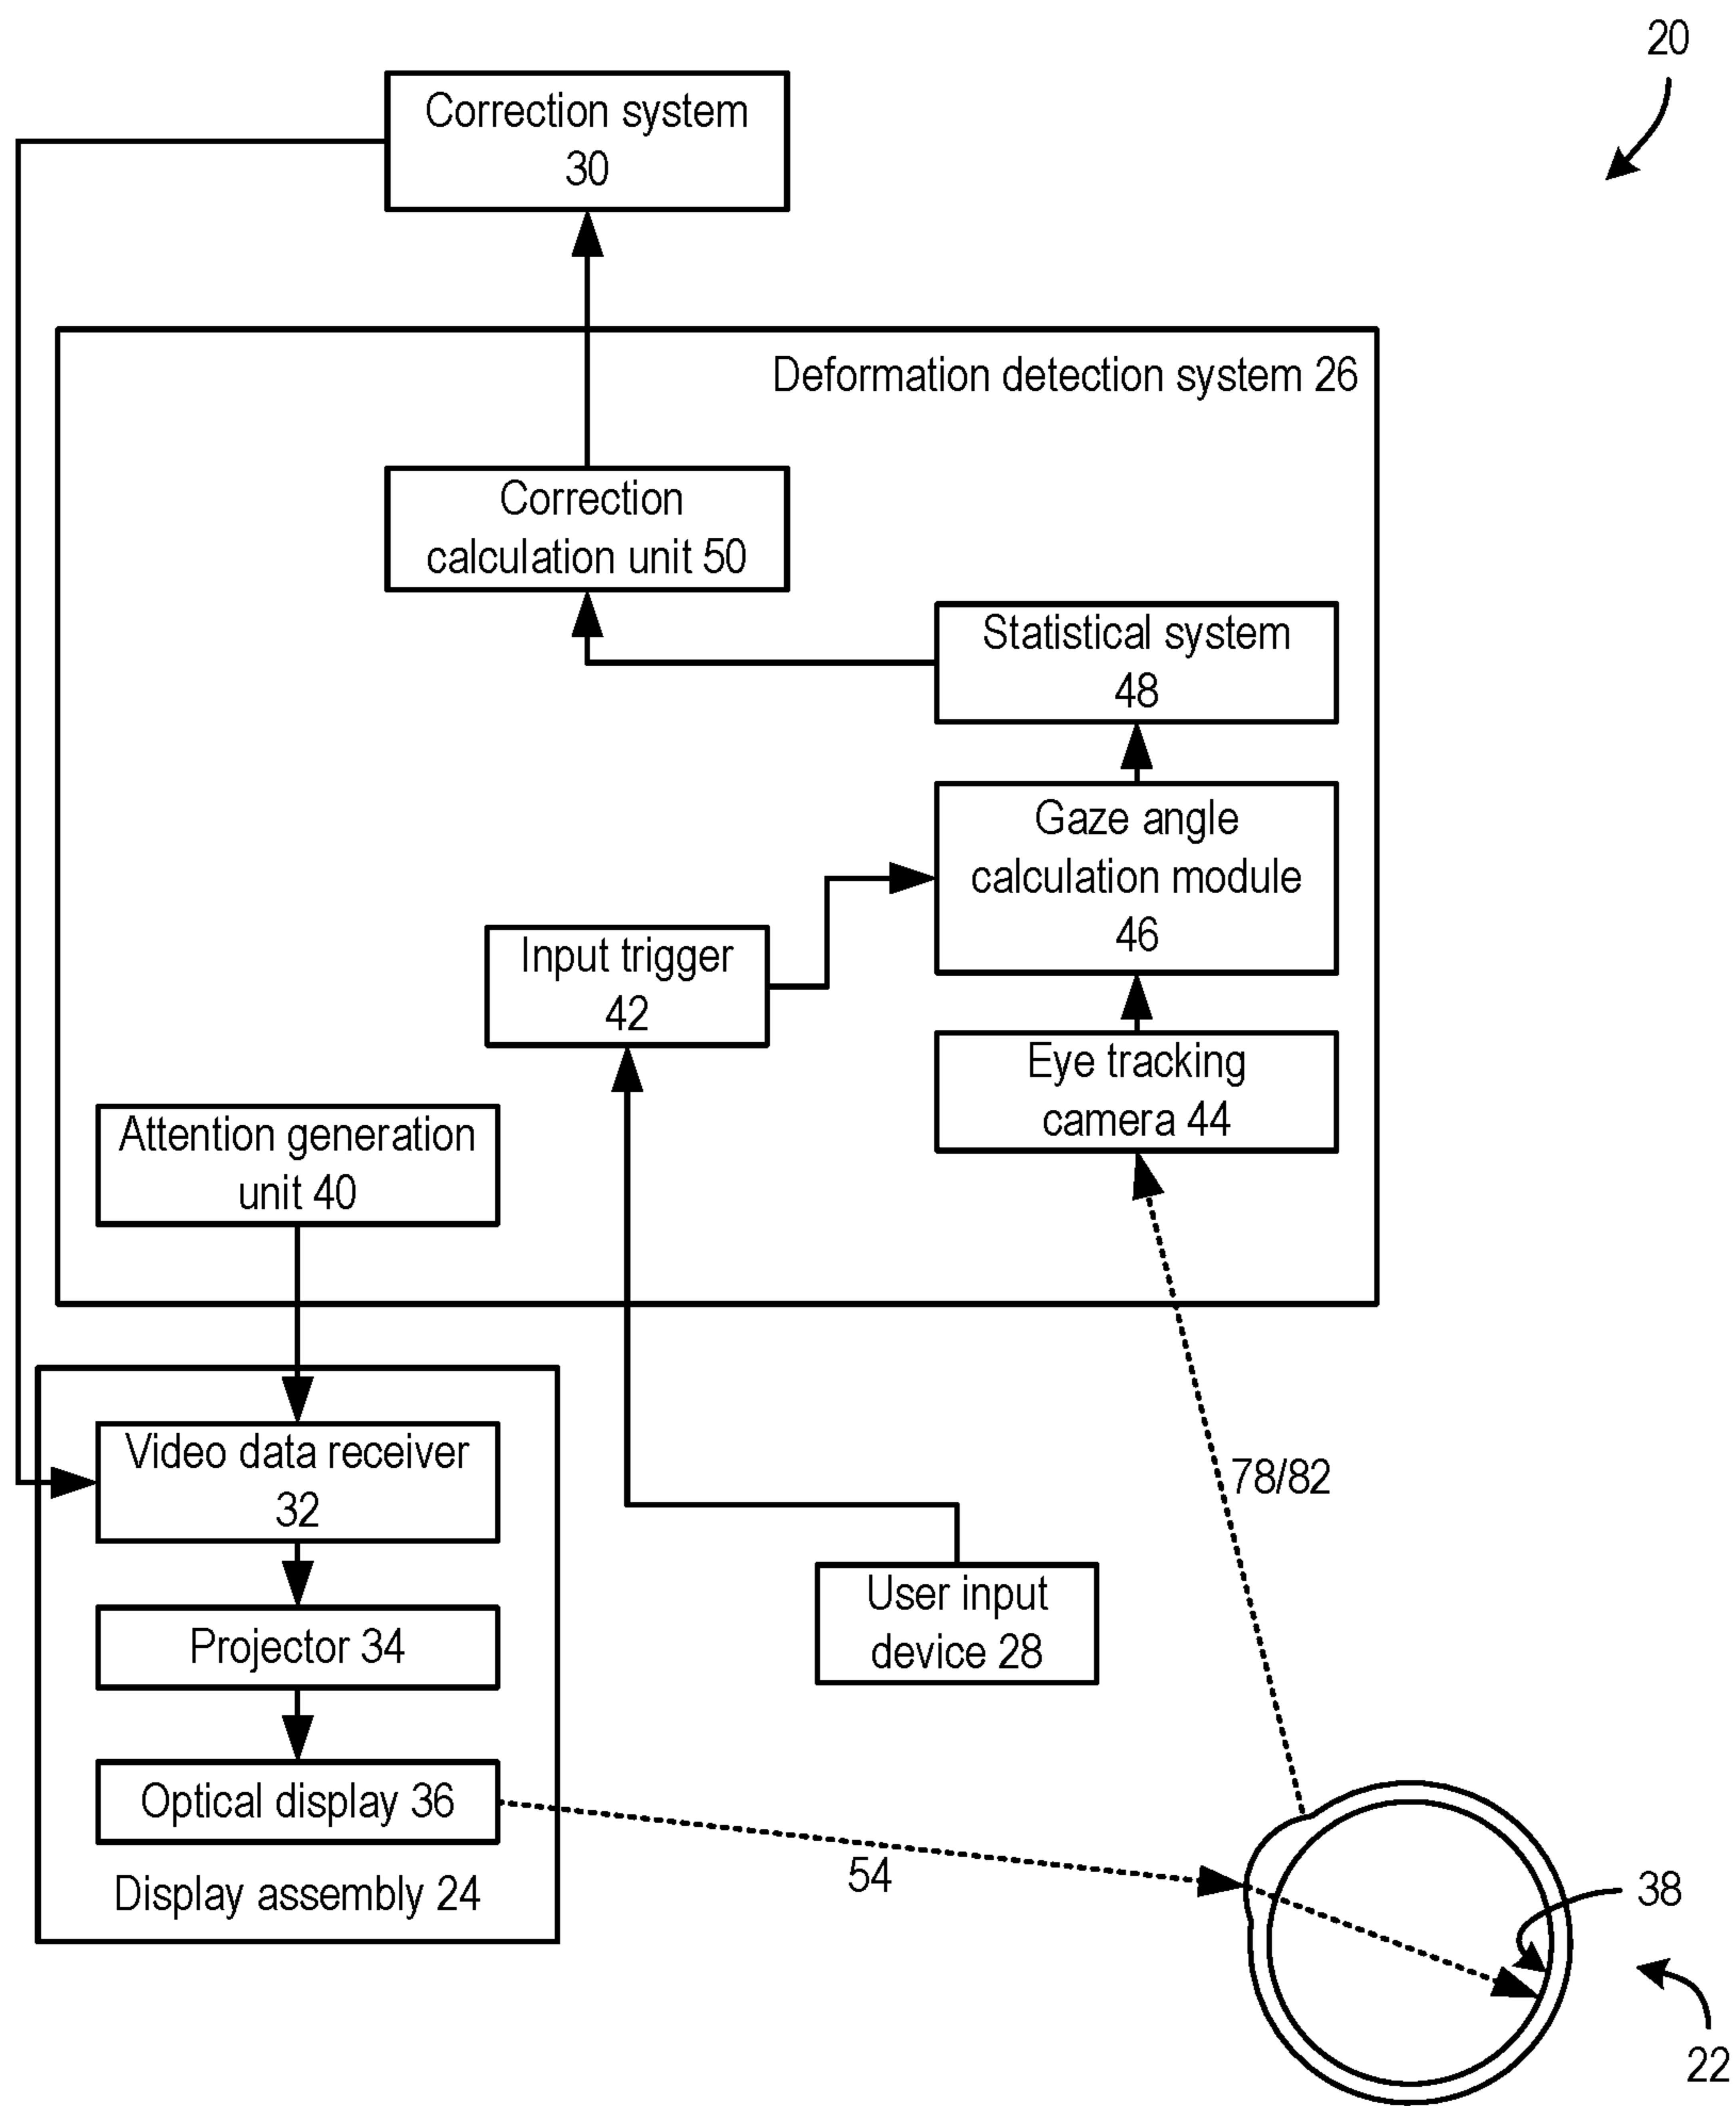 20
Correction system
30
Deformation detection system 26
Correction
calculation unit 50
Statistical system
48
Gaze angle
calculation module
46
Input trigger
42
Eye tracking
camera 44
Attention generation
unit 40
Video data receiver
32
78/82
User input
device 28
Projector 34
Optical display 36
54
Display assembly 24
38
22